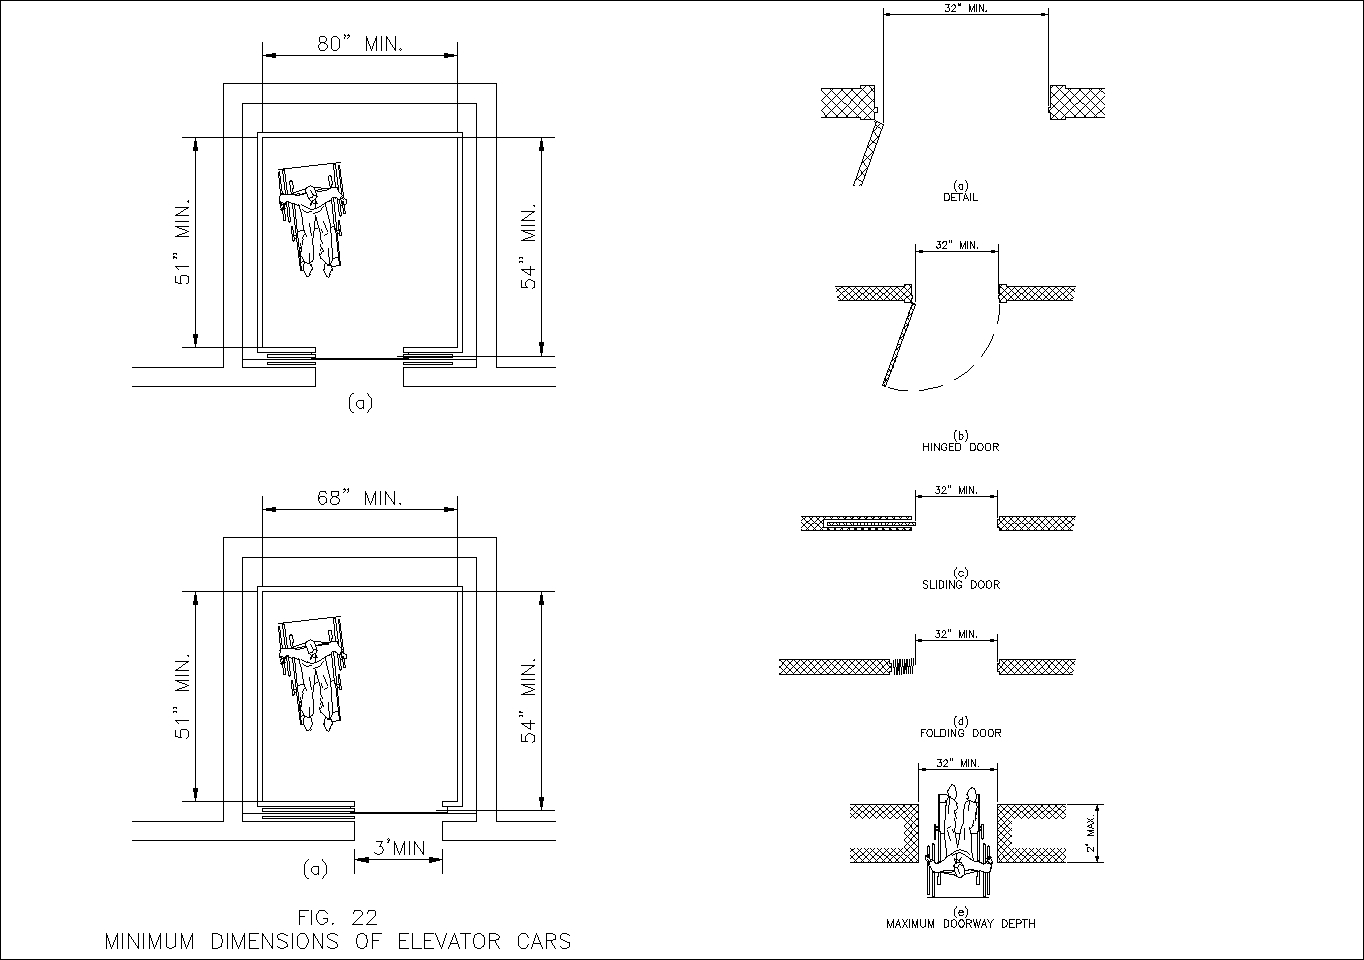 80" MIN.
51" MIN.
54" MIN.
(a)
68" MIN.
51" MIN.
54" MIN.
3'MIN
(a)
FIG. 22
MINIMUM DIMENSIONS OF ELEVATOR CARS
32" MIN.
(a)
DETAIL
32" MIN.
(b)
HINGED DOOR
32" MIN.
(c)
SLIDING DOOR
32" MIN.
(d)
FOLDING DOOR
32" MIN.
2' MAX.
(e)
MAXIMUM DOORWAY DEPTH